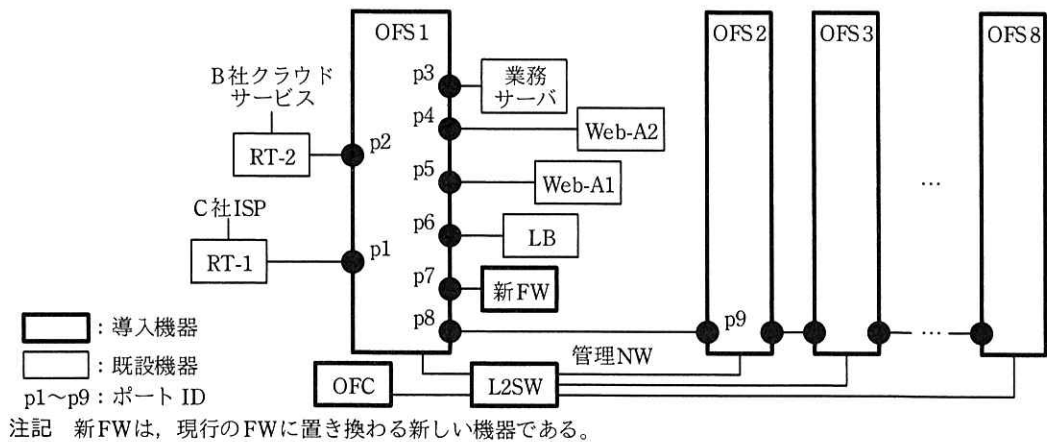 OFS1
OFS2
OFS3
OFS8
B社クラウド
サービス
RT-2
p2
C社ISP
RT-1
p1
p3
業務
サーバ
p4
Web-A2
p5
Web-A1
p6
LB
p7
新FW
p8
p9
…
…
管理NW
OFC
L2SW
：導入機器
：既設機器
p1～p9：ポートID
注記　新FWは，現行のFWに置き換わる新しい機器である。